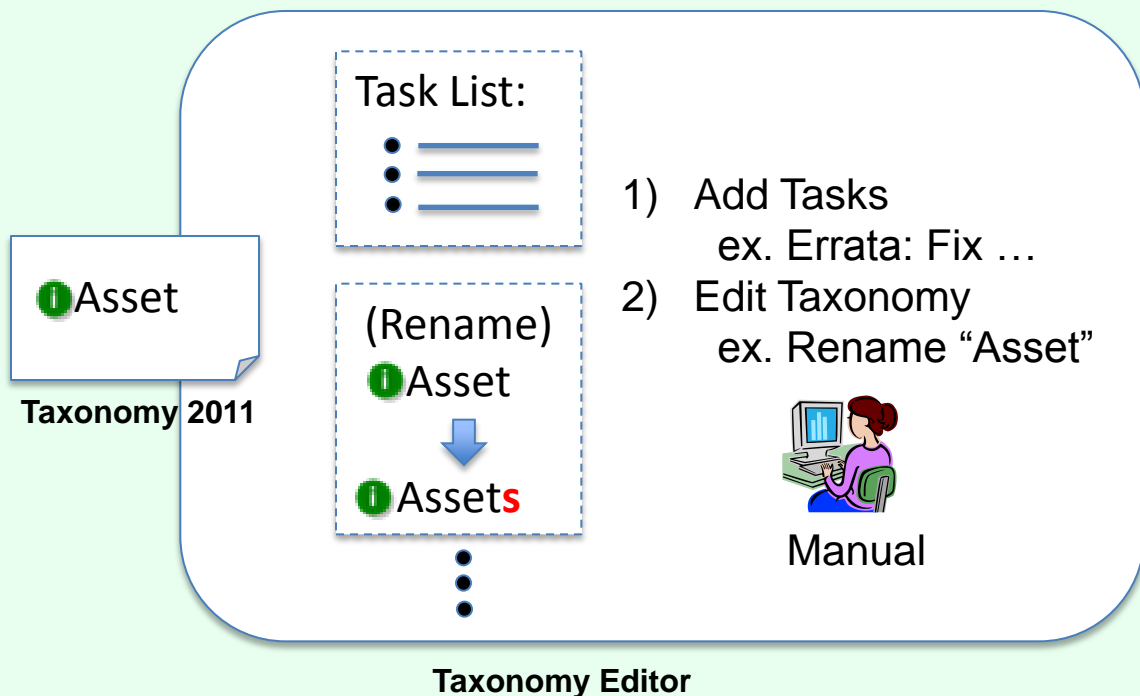 Task List:
1) Add Tasks
ex. Errata: Fix …
2) Edit Taxonomy
ex. Rename “Asset”
Asset
Taxonomy 2011
(Rename)
Asset
Assets
Manual
Taxonomy Editor